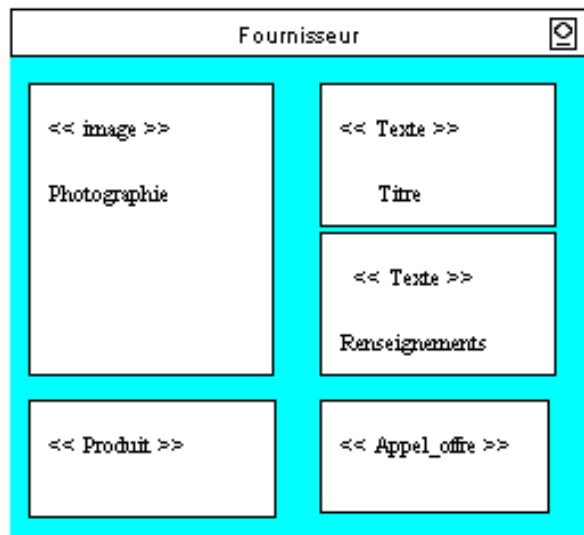 Fournisseur
<< image >>
Photographie
<< Texte >>
Titre
<< Texte >>
Renseignements
<< Produit >>
<< Appel_offre >>